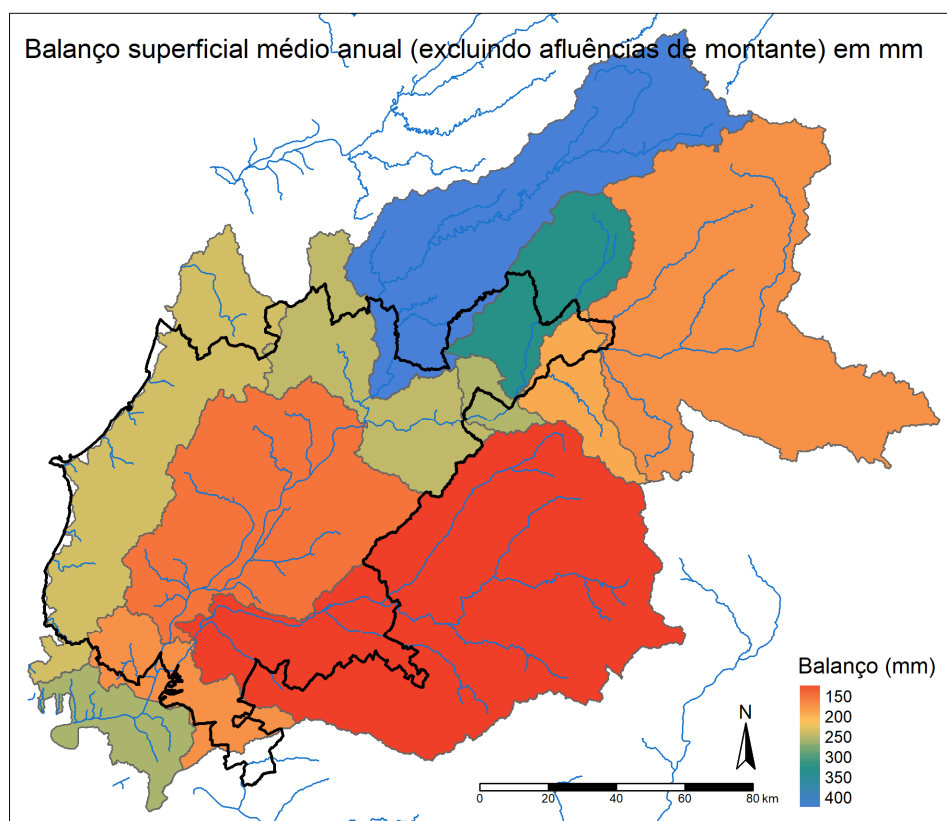 Balanço superficial médio anual (excluindo afluências de montante) em mm
Balanço (mm)
150
200
250
300
350
400
N
0 20 40 60 80 km